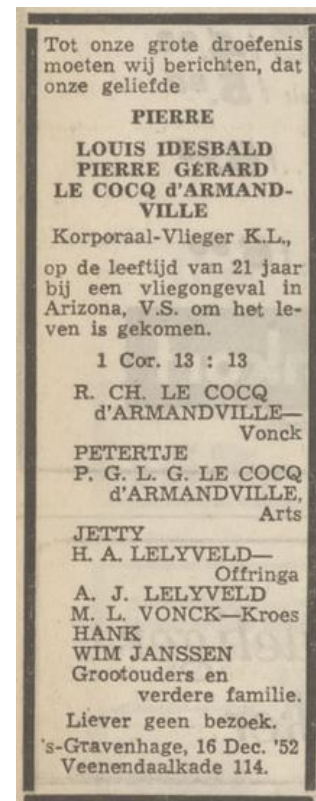 Tot onze grote droefenis
moeten wij berichten, dat
onze geliefde
PIERRE
LOUIS IDESBALD
PIERRE GÉRARD
LE COCQ d'ARMAND-
VILLE
Korporaal-Vlieger K.L.,
op de leeftijd van 21 jaar
bij een vliegongeval in
Arizona, V.S. om het le-
ven is gekomen.
1 Cor. 13 : 13
R. CH. LE COCQ
d'ARMANDVILLE—
Vonck
PETERTJE
P. G. L. G. LE COCQ
d'ARMANDVILLE,
Arts
JETTY
H. A. LELYVELD—
Offringa
A. J. LELYVELD
M. L. VONCK—Kroes
HANK
WIM JANSSEN
Grootouders en
verdere familie.
Liever geen bezoek.
's-Gravenhage, 16 Dec. '52
Veenendaalkade 114.